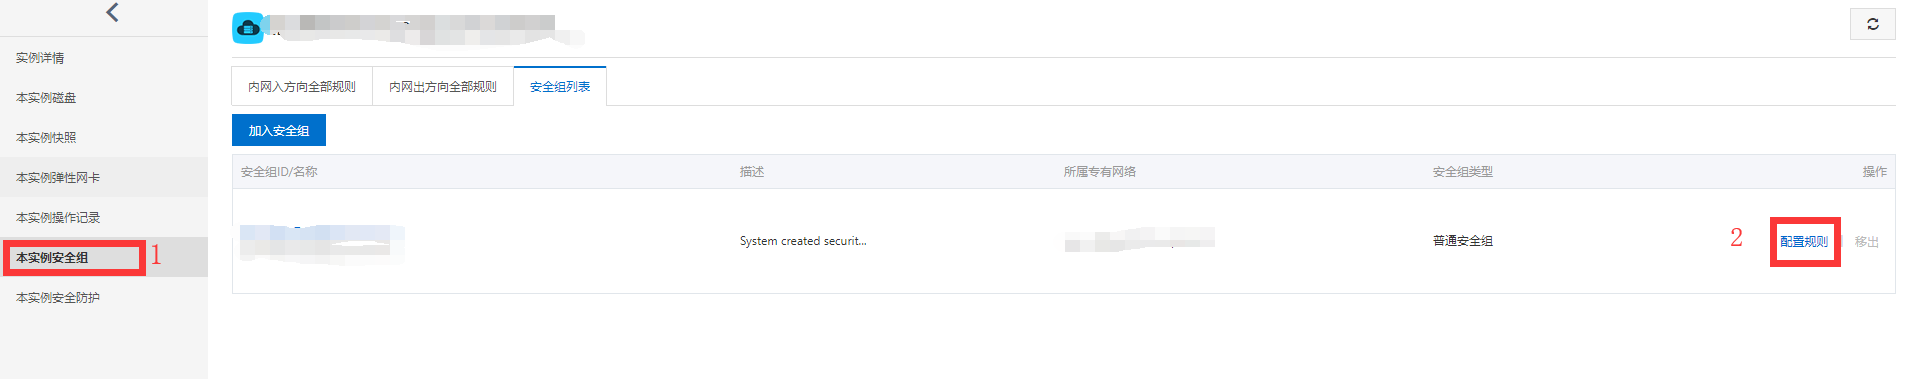 实例详情
本实例磁盘
本实例快照
本实例弹性网卡
本实例操作记录
本实例安全组 1
本实例安全防护
内网入方向全部规则 内网出方向全部规则 安全组列表
加入安全组
安全组ID/名称 描述 所属专有网络 安全组类型 操作
System created securit... 普通安全组 2 配置规则 移出